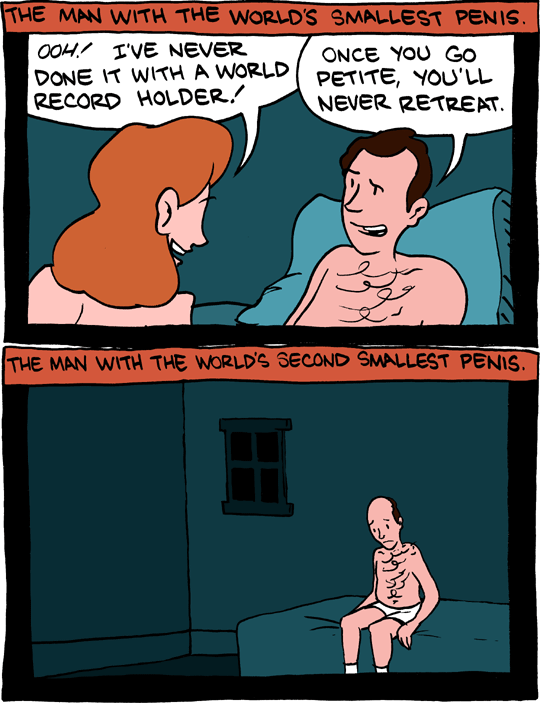 THE MAN WITH THE WORLD'S SMALLEST PENIS.
OOH! I'VE NEVER
DONE IT WITH A WORLD
RECORD HOLDER!
ONCE YOU GO
PETITE, YOU'LL
NEVER RETREAT.
THE MAN WITH THE WORLD'S SECOND SMALLEST PENIS.